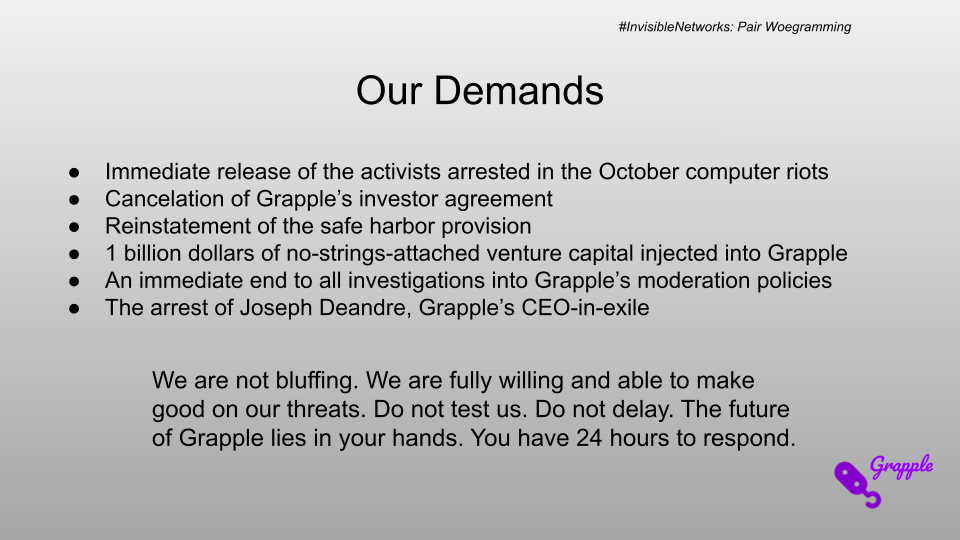 #InvisibleNetworks: Pair Woegramming
Our Demands
● Immediate release of the activists arrested in the October computer riots
● Cancelation of Grapple’s investor agreement
● Reinstatement of the safe harbor provision
● 1 billion dollars of no-strings-attached venture capital injected into Grapple
● An immediate end to all investigations into Grapple’s moderation policies
● The arrest of Joseph Deandre, Grapple’s CEO-in-exile
We are not bluffing. We are fully willing and able to make
good on our threats. Do not test us. Do not delay. The future
of Grapple lies in your hands. You have 24 hours to respond.
Grapple